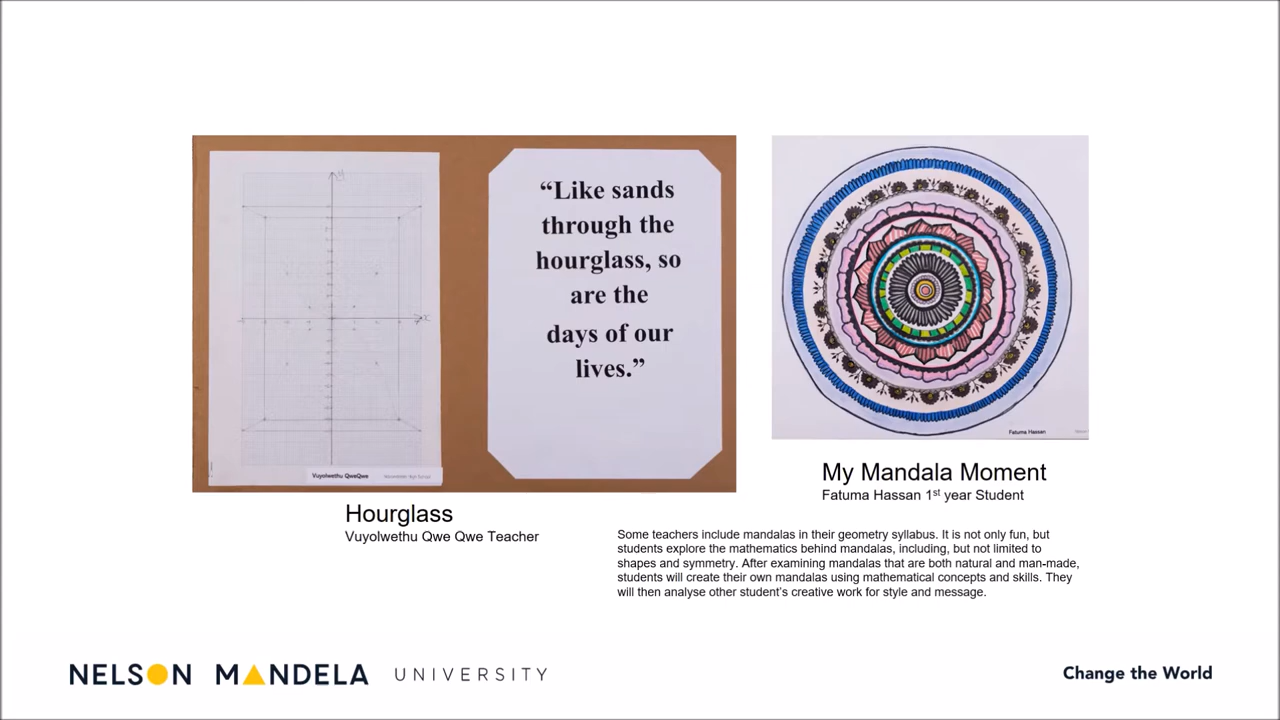 “Like sands
through the
hourglass, so
are the
days of our
lives.”
y
x
Vuyolwethu QweQwe
Fatuma Hassan
Hourglass
Vuyolwethu Qwe Qwe Teacher
My Mandala Moment
Fatuma Hassan 1st year Student
Some teachers include mandalas in their geometry syllabus. It is not only fun, but
students explore the mathematics behind mandalas, including, but not limited to
shapes and symmetry. After examining mandalas that are both natural and man-made,
students will create their own mandalas using mathematical concepts and skills. They
will then analyse other student’s creative work for style and message.
NELSON MANDELA UNIVERSITY
Change the World